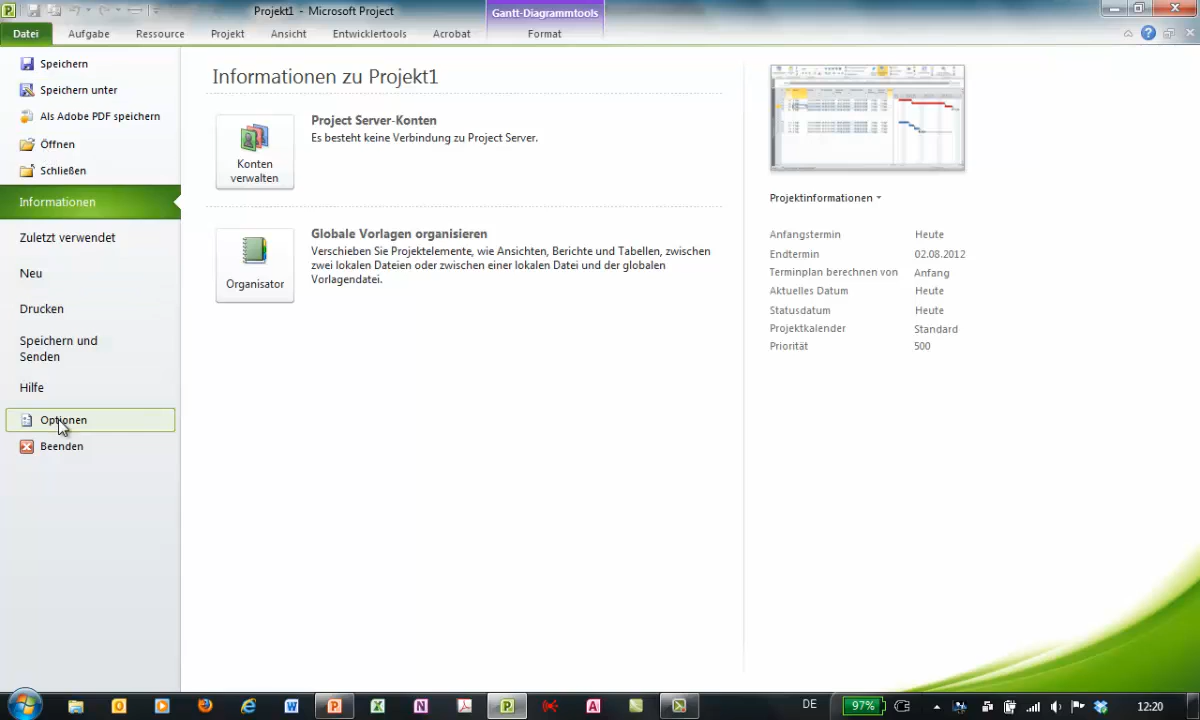 Projekt1 - Microsoft Project
Gantt-Diagrammtools
Datei Aufgabe Ressource Projekt Ansicht Entwicklertools Acrobat Format
Speichern
Speichern unter
Als Adobe PDF speichern
Öffnen
Schließen
Informationen
Zuletzt verwendet
Neu
Drucken
Speichern und
Senden
Hilfe
Optionen
Beenden
Informationen zu Projekt1
Konten
verwalten
Project Server-Konten
Es besteht keine Verbindung zu Project Server.
Organisator
Globale Vorlagen organisieren
Verschieben Sie Projektelemente, wie Ansichten, Berichte und Tabellen, zwischen
zwei lokalen Dateien oder zwischen einer lokalen Datei und der globalen
Vorlagendatei.
Projektinformationen
Anfangstermin Heute
Endtermin 02.08.2012
Terminplan berechnen von Anfang
Aktuelles Datum Heute
Statusdatum Heute
Projektkalender Standard
Priorität 500
DE 97% 12:20